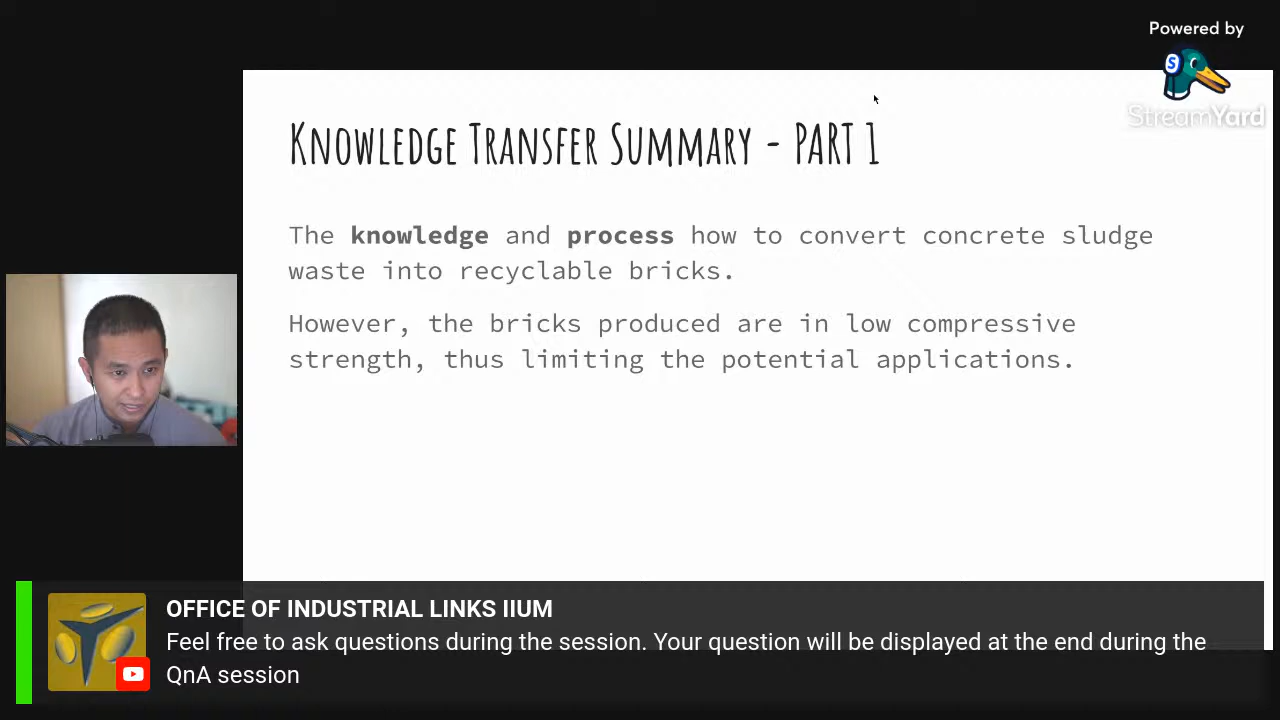 Powered by
S
StreamYard
KNOWLEDGE TRANSFER SUMMARY - PART 1
The knowledge and process how to convert concrete sludge
waste into recyclable bricks.
However, the bricks produced are in low compressive
strength, thus limiting the potential applications.
OFFICE OF INDUSTRIAL LINKS IIUM
Feel free to ask questions during the session. Your question will be displayed at the end during the
QnA session